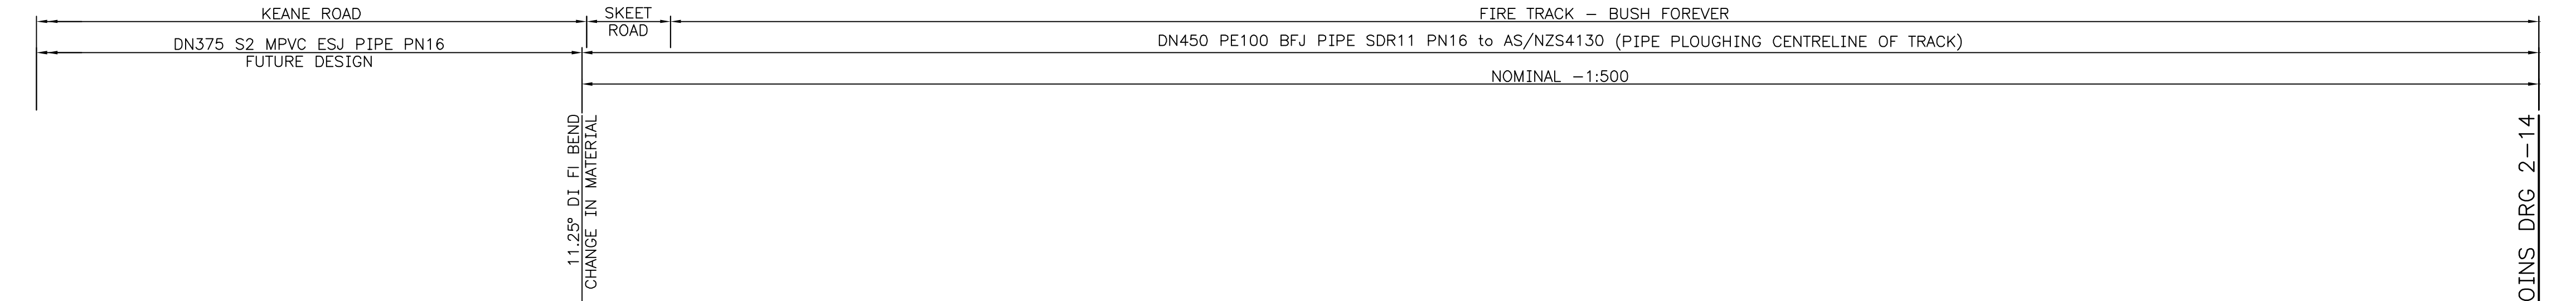 KEANE ROAD
SKEET
ROAD
FIRE TRACK – BUSH FOREVER
DN375 S2 MPVC ESJ PIPE PN16
FUTURE DESIGN
DN450 PE100 BFJ PIPE SDR11 PN16 to AS/NZS4130 (PIPE PLOUGHING CENTRELINE OF TRACK)
NOMINAL –1:500
11.25° DI Fl BEND
CHANGE IN MATERIAL
OINS DRG 2–14